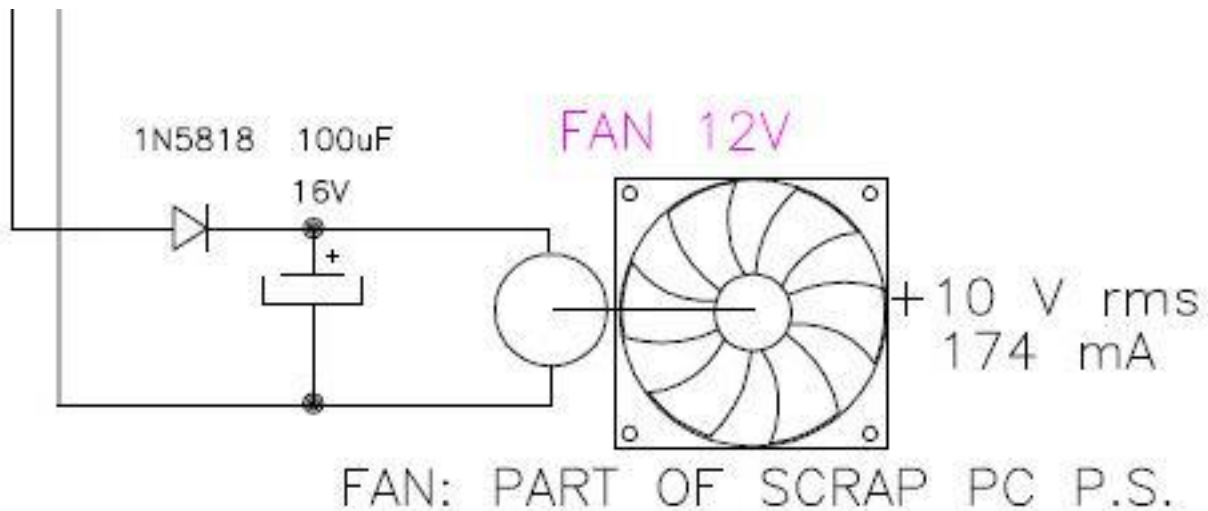 1N5818 100uF
16V
FAN 12V
+10 V rms
174 mA
FAN: PART OF SCRAP PC P.S.